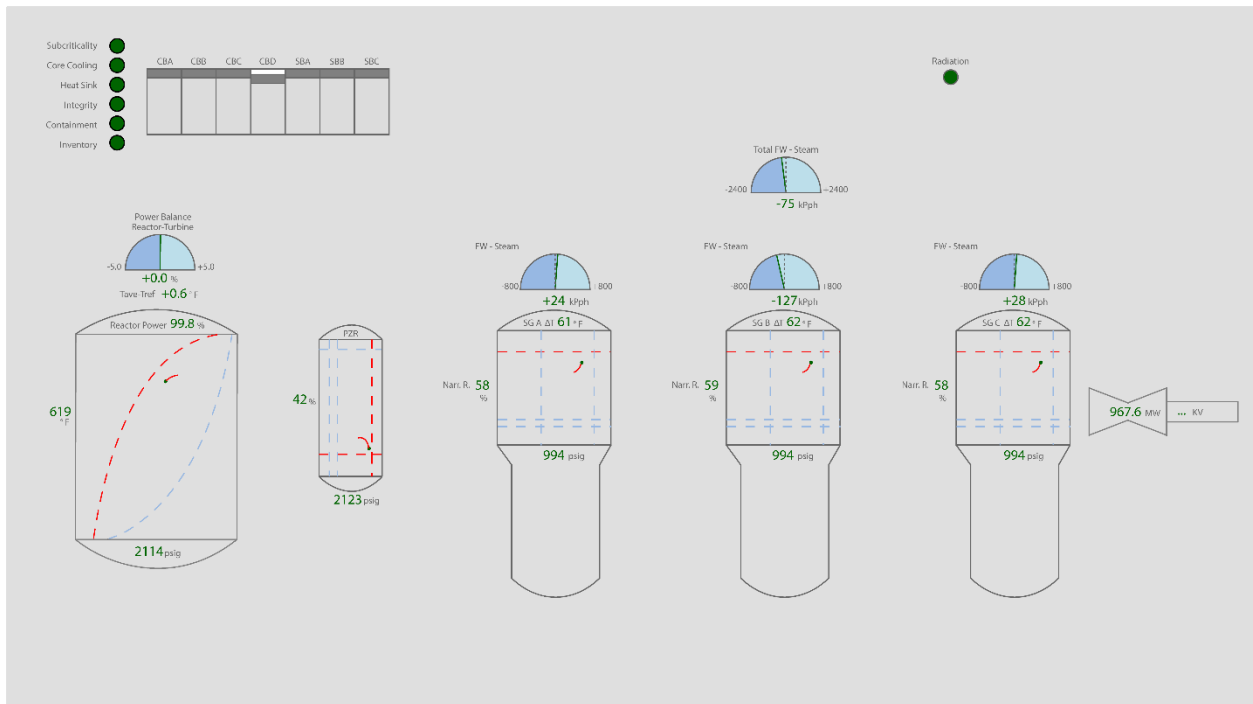 Subcriticality
Core Cooling
Heat Sink
Integrity
Containment
Inventory
CBA CBB CBC CBD SBA SBB SBC
Radiation
Total FW - Steam
-2400 +2400
-75 kPph
Power Balance
Reactor-Turbine
-5.0 +5.0
+0.0 %
Tave-Tref +0.6 °F
FW - Steam
-800 800
+24 kPph
FW - Steam
-800 800
-127 kPph
FW - Steam
-800 800
+28 kPph
Reactor Power 99.8 %
619 °F
2114 psig
PZR
42 %
2123 psig
SG A ΔT 61 °F
Narr. R. 58 %
994 psig
SG B ΔT 62 °F
Narr. R. 59 %
994 psig
SG C ΔT 62 °F
Narr. R. 58 %
994 psig
967.6 MW ... KV